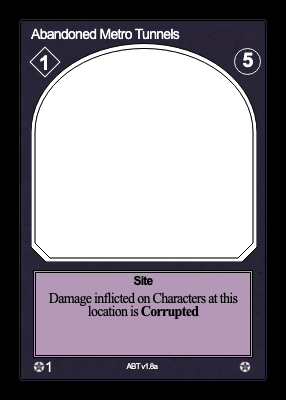 Abandoned Metro Tunnels
1
5
Site
Damage inflicted on Characters at this
location is Corrupted
1
ABT v1.8a